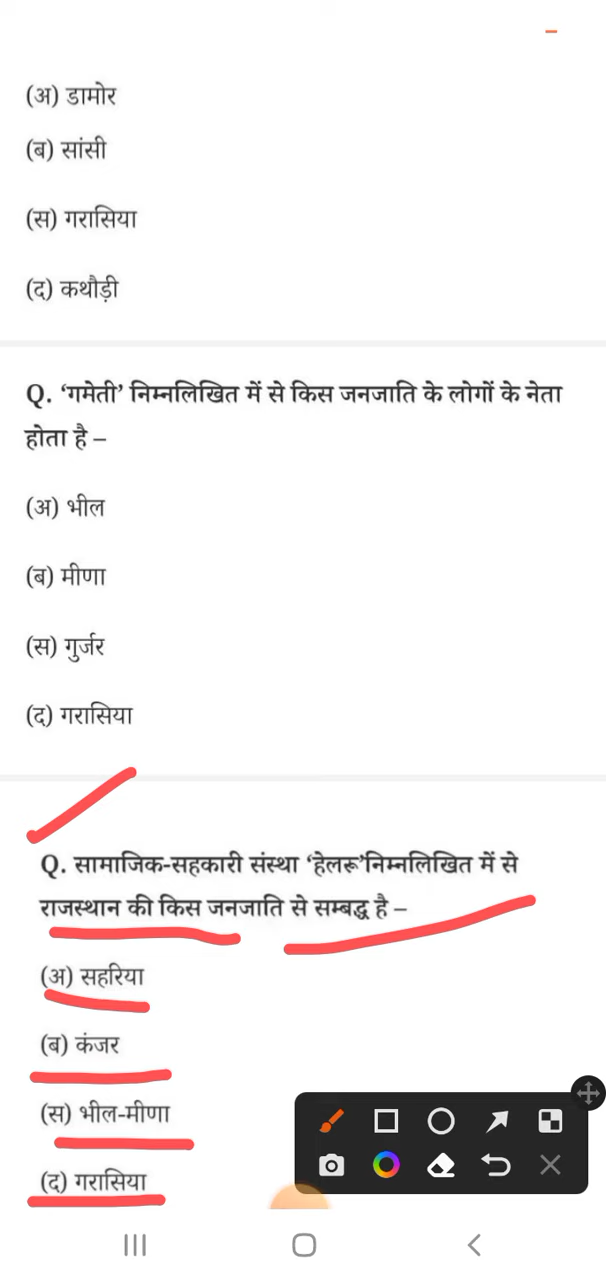 (अ) डामोर
(ब) सांसी
(स) गरासिया
(द) कथौड़ी
Q. ‘गमेती’ निम्नलिखित में से किस जनजाति के लोगों के नेता
होता है –
(अ) भील
(ब) मीणा
(स) गुर्जर
(द) गरासिया
Q. सामाजिक-सहकारी संस्था ‘हेलरू’निम्नलिखित में से
राजस्थान की किस जनजाति से सम्बद्ध है –
(अ) सहरिया
(ब) कंजर
(स) भील-मीणा
(द) गरासिया